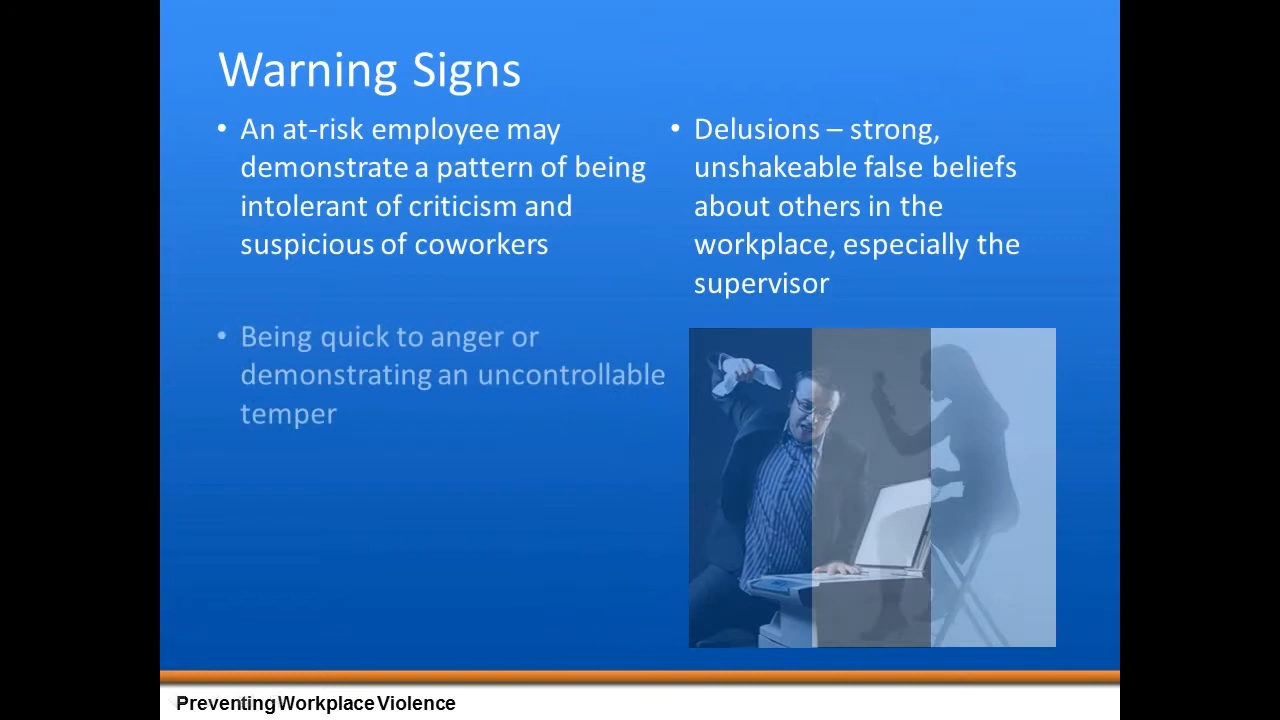 Warning Signs
• An at-risk employee may
demonstrate a pattern of being
intolerant of criticism and
suspicious of coworkers
• Being quick to anger or
demonstrating an uncontrollable
temper
• Delusions – strong,
unshakeable false beliefs
about others in the
workplace, especially the
supervisor
Preventing Workplace Violence